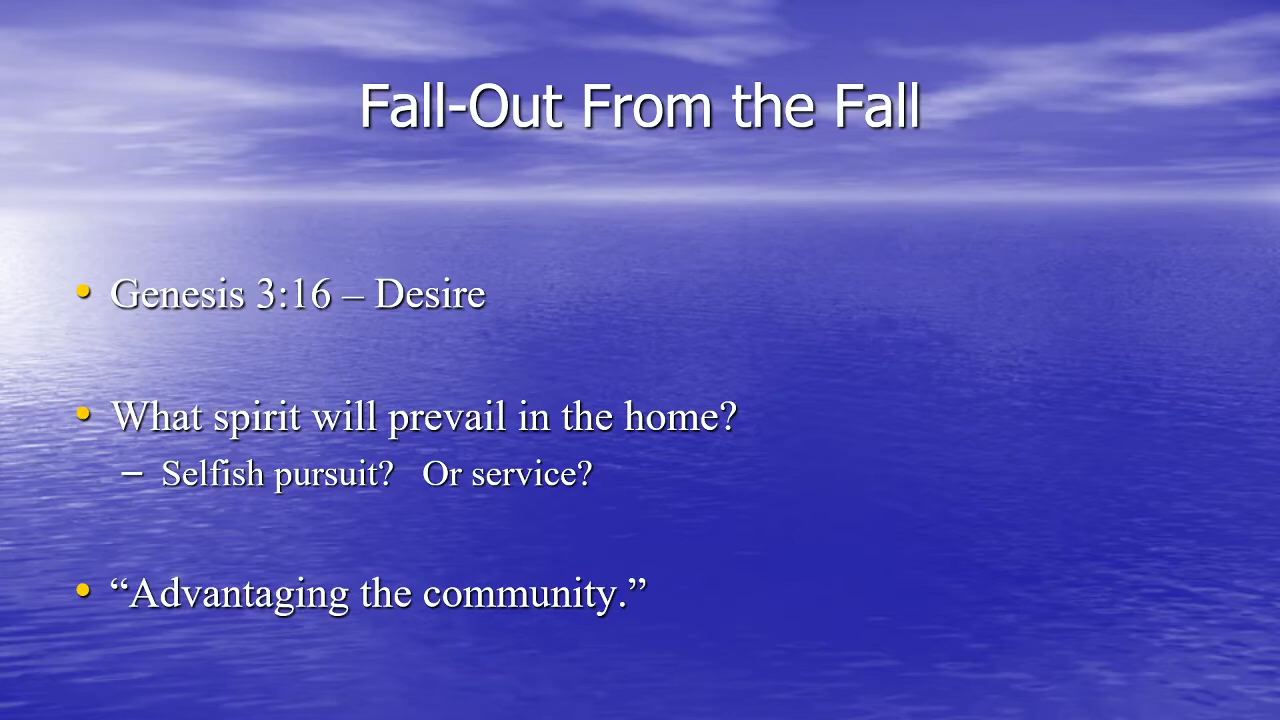 Fall-Out From the Fall
• Genesis 3:16 – Desire
• What spirit will prevail in the home?
– Selfish pursuit?   Or service?
• “Advantaging the community.”